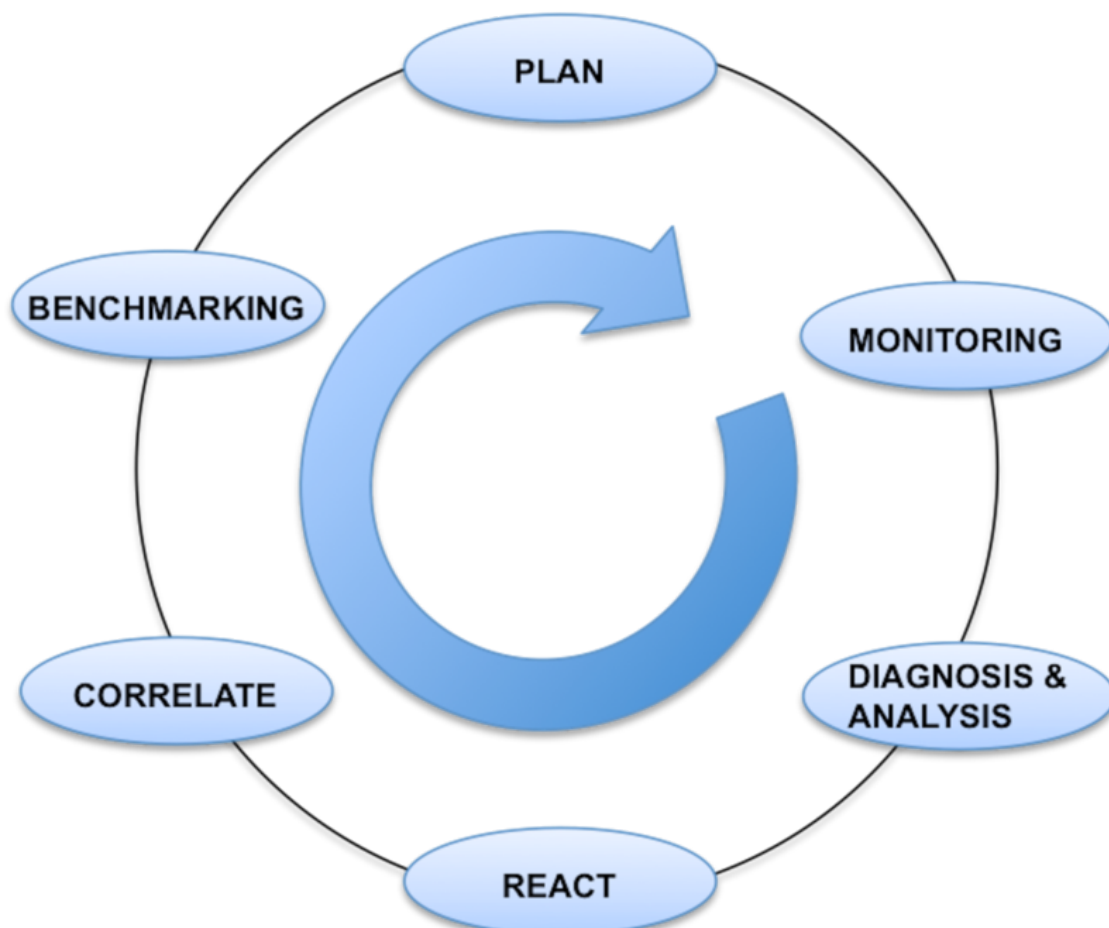 PLAN
BENCHMARKING
MONITORING
CORRELATE
DIAGNOSIS &
ANALYSIS
REACT